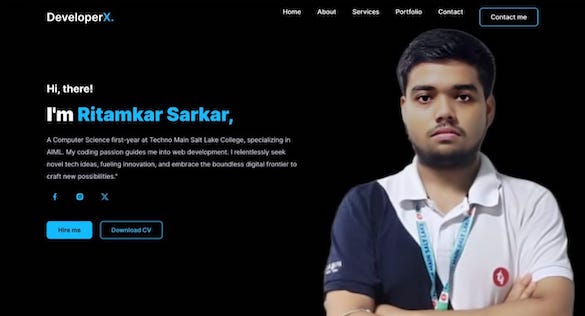 DeveloperX.
Home About Services Portfolio Contact Contact me
Hi, there!
I'm Ritamkar Sarkar,
A Computer Science first-year at Techno Main Salt Lake College, specializing in
AIML. My coding passion guides me into web development. I relentlessly seek
novel tech ideas, fueling innovation, and embrace the boundless digital frontier to
craft new possibilities."
Hire me Download CV
MAIN SALT LAKE